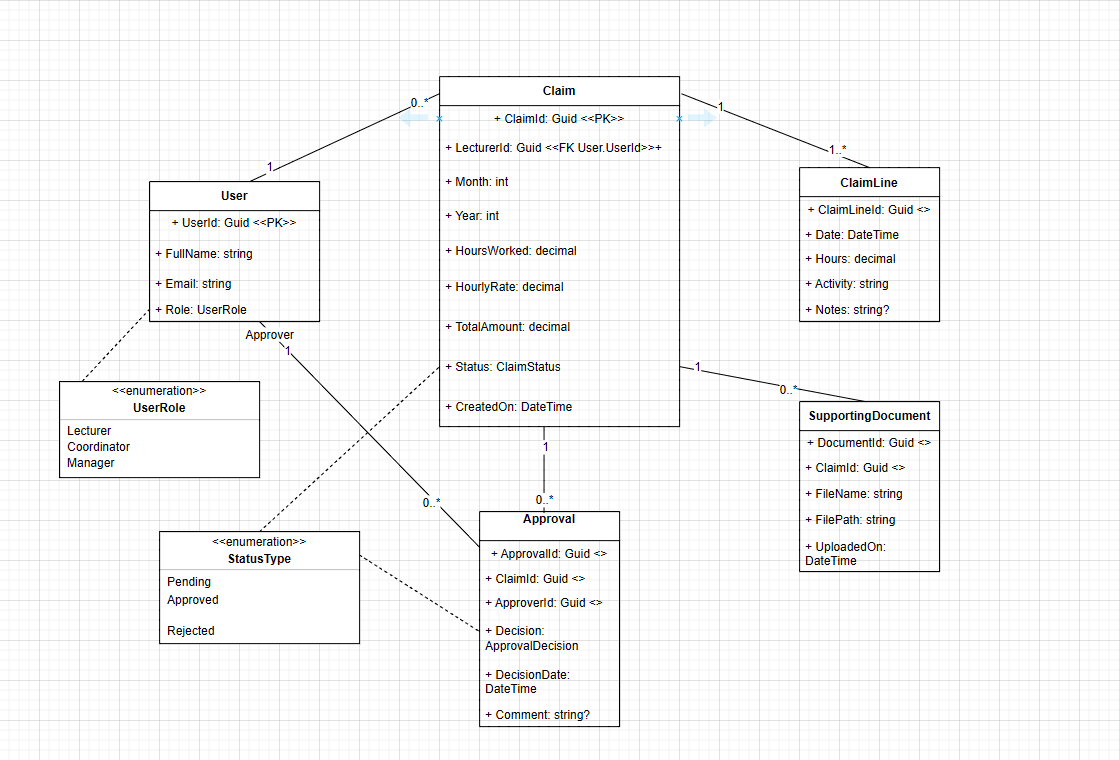 Claim
+ ClaimId: Guid <<PK>>
+ LecturerId: Guid <<FK User.UserId>>+
+ Month: int
+ Year: int
+ HoursWorked: decimal
+ HourlyRate: decimal
+ TotalAmount: decimal
+ Status: ClaimStatus
+ CreatedOn: DateTime
0..*
1
User
+ UserId: Guid <<PK>>
+ FullName: string
+ Email: string
+ Role: UserRole
1
1..*
ClaimLine
+ ClaimLineId: Guid <>
+ Date: DateTime
+ Hours: decimal
+ Activity: string
+ Notes: string?
Approver
1
0..*
<<enumeration>>
UserRole
Lecturer
Coordinator
Manager
1
0..*
SupportingDocument
+ DocumentId: Guid <>
+ ClaimId: Guid <>
+ FileName: string
+ FilePath: string
+ UploadedOn:
DateTime
1
0..*
<<enumeration>>
StatusType
Pending
Approved
Rejected
Approval
+ ApprovalId: Guid <>
+ ClaimId: Guid <>
+ ApproverId: Guid <>
+ Decision:
ApprovalDecision
+ DecisionDate:
DateTime
+ Comment: string?